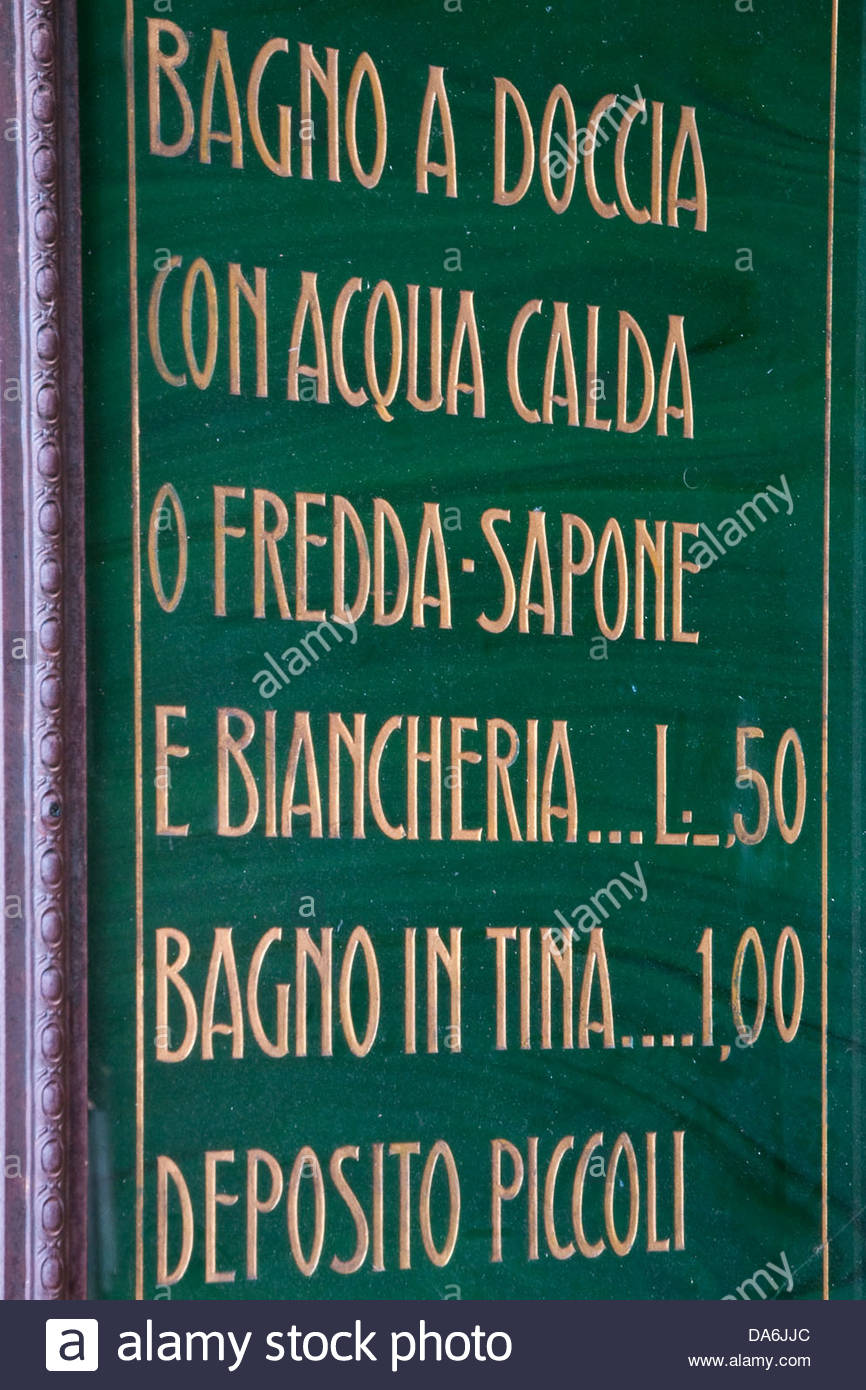 BAGNO A DOCCIA
CON ACQUA CALDA
O FREDDA·SAPONE
E BIANCHERIA...L._,50
BAGNO IN TINA....1,00
DEPOSITO PICCOLI
a alamy stock photo
DA6JJC
www.alamy.com